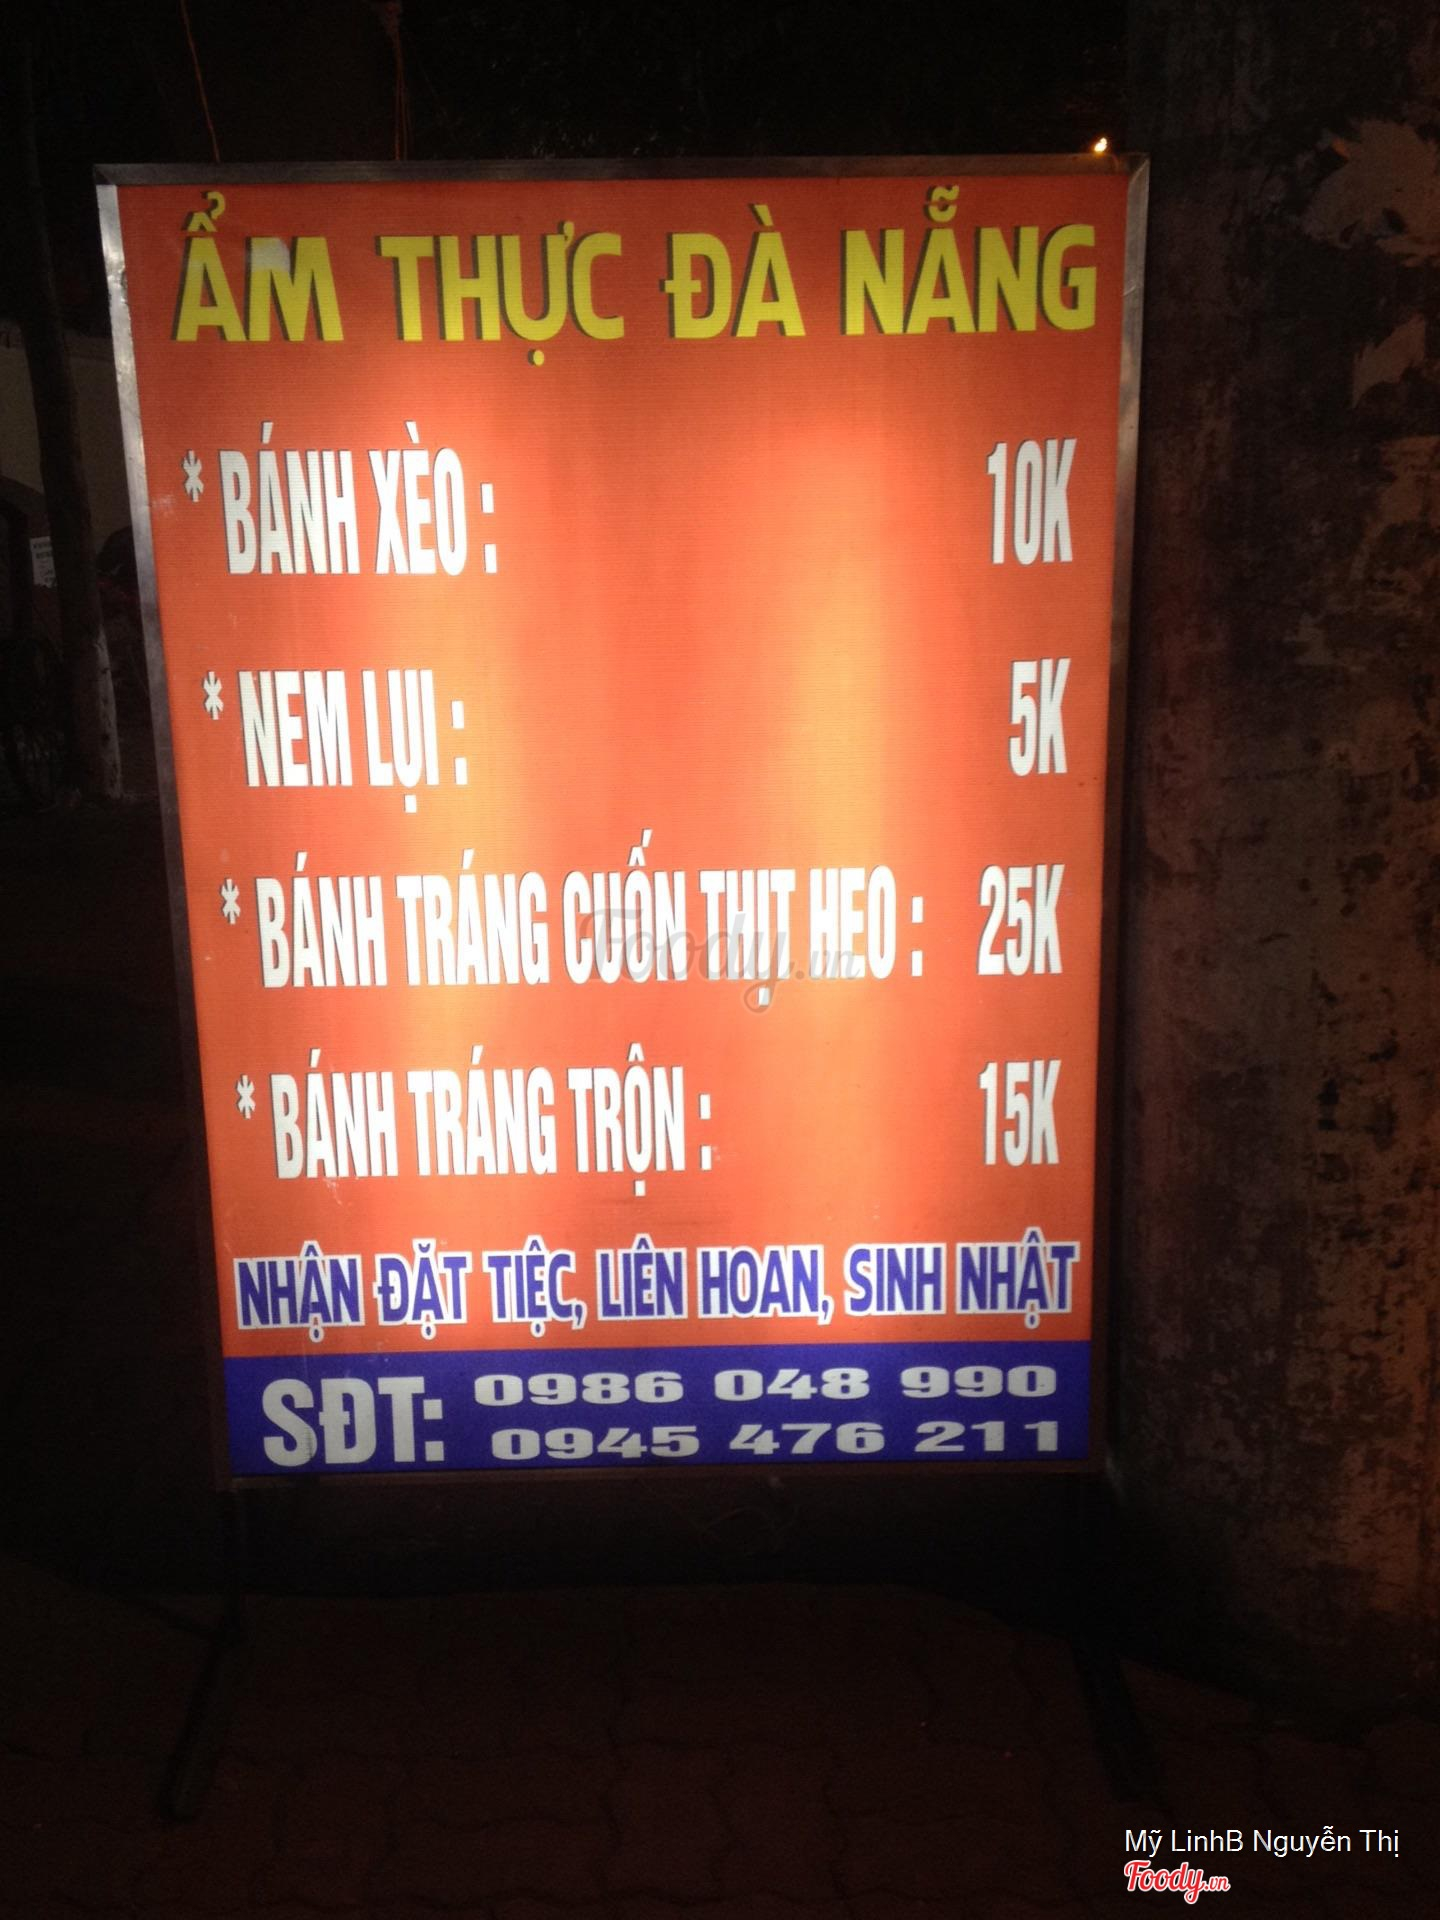 ẨM THỰC ĐÀ NẴNG
* BÁNH XÈO : 10K
* NEM LỤI : 5K
* BÁNH TRÁNG CUỐN THỊT HEO : 25K
Foody.vn
* BÁNH TRÁNG TRỘN : 15K
NHẬN ĐẶT TIỆC, LIÊN HOAN, SINH NHẬT
SĐT: 0986 048 990
0945 476 211
Mỹ LinhB Nguyễn Thị
Foody.vn